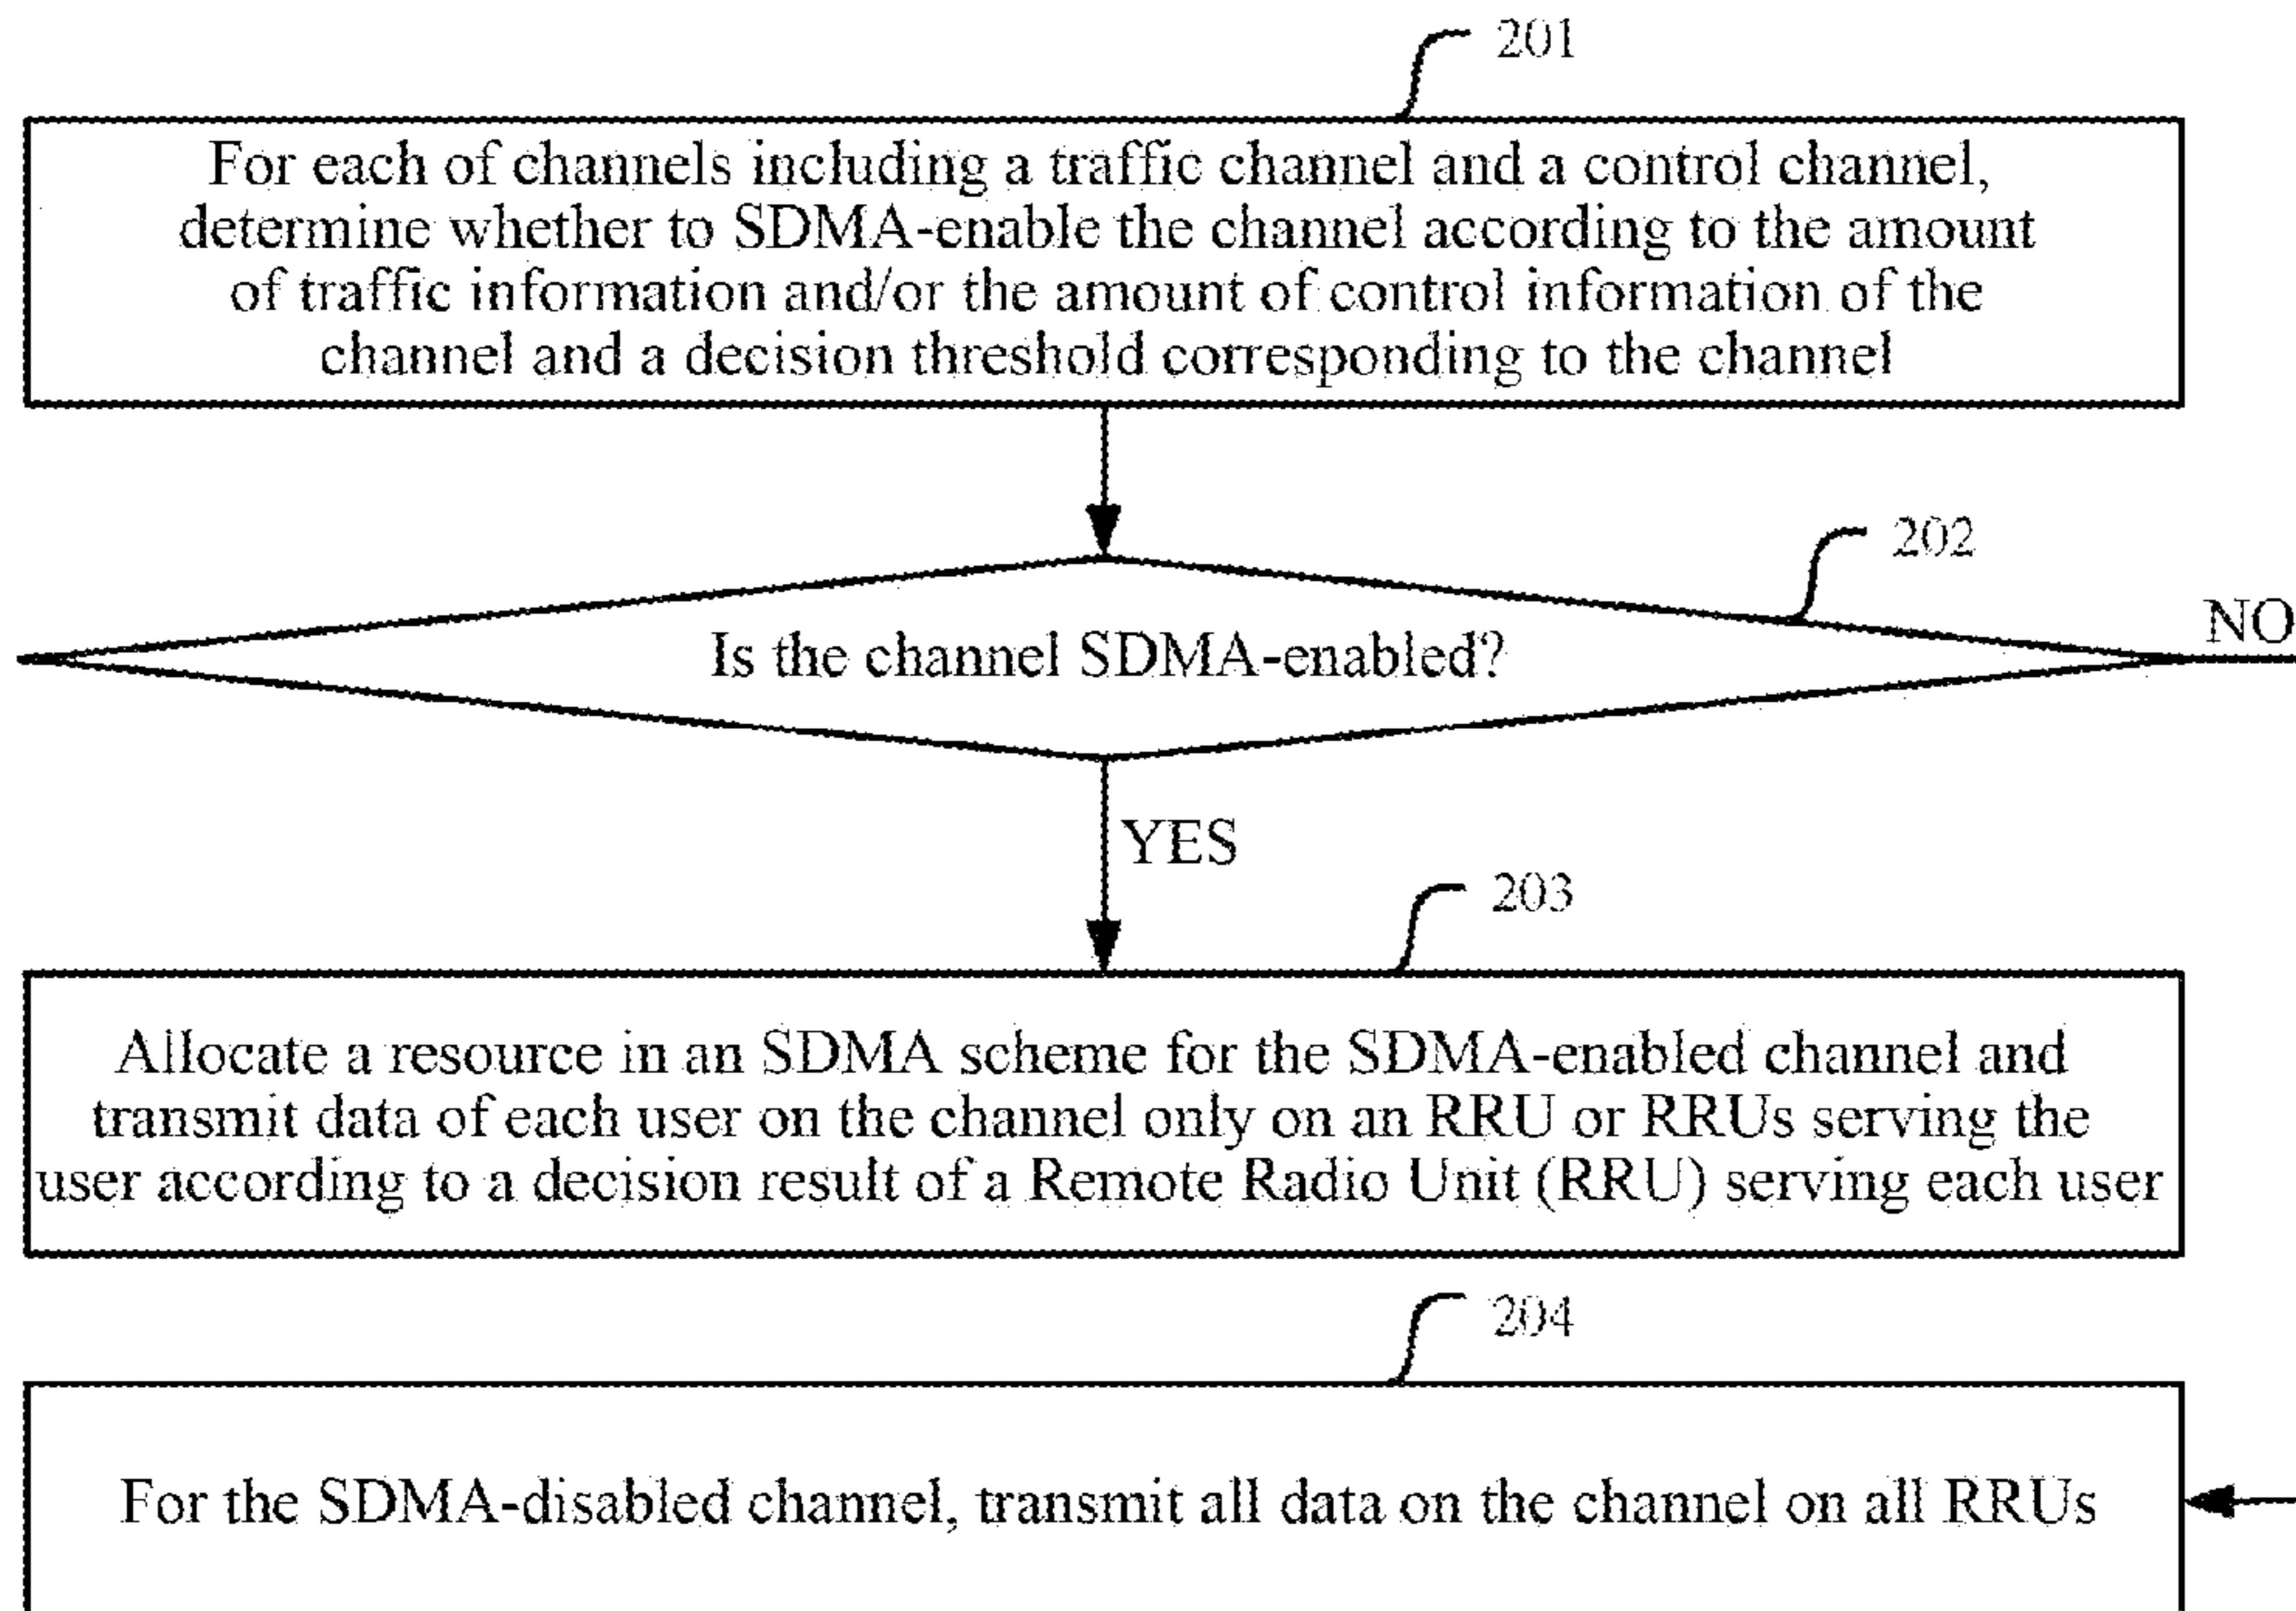 201
For each of channels including a traffic channel and a control channel,
determine whether to SDMA-enable the channel according to the amount
of traffic information and/or the amount of control information of the
channel and a decision threshold corresponding to the channel
202
NO
Is the channel SDMA-enabled?
YES
203
Allocate a resource in an SDMA scheme for the SDMA-enabled channel and
transmit data of each user on the channel only on an RRU or RRUs serving the
user according to a decision result of a Remote Radio Unit (RRU) serving each user
204
For the SDMA-disabled channel, transmit all data on the channel on all RRUs